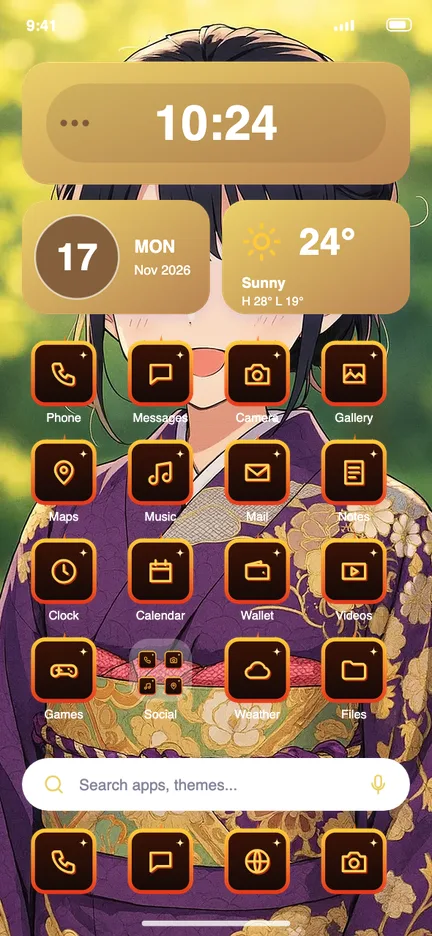 9:41
10:24
17
MON
Nov 2026
24°
Sunny
H 28° L 19°
Phone
Messages
Camera
Gallery
Maps
Music
Mail
Notes
Clock
Calendar
Wallet
Videos
Games
Social
Weather
Files
Search apps, themes...